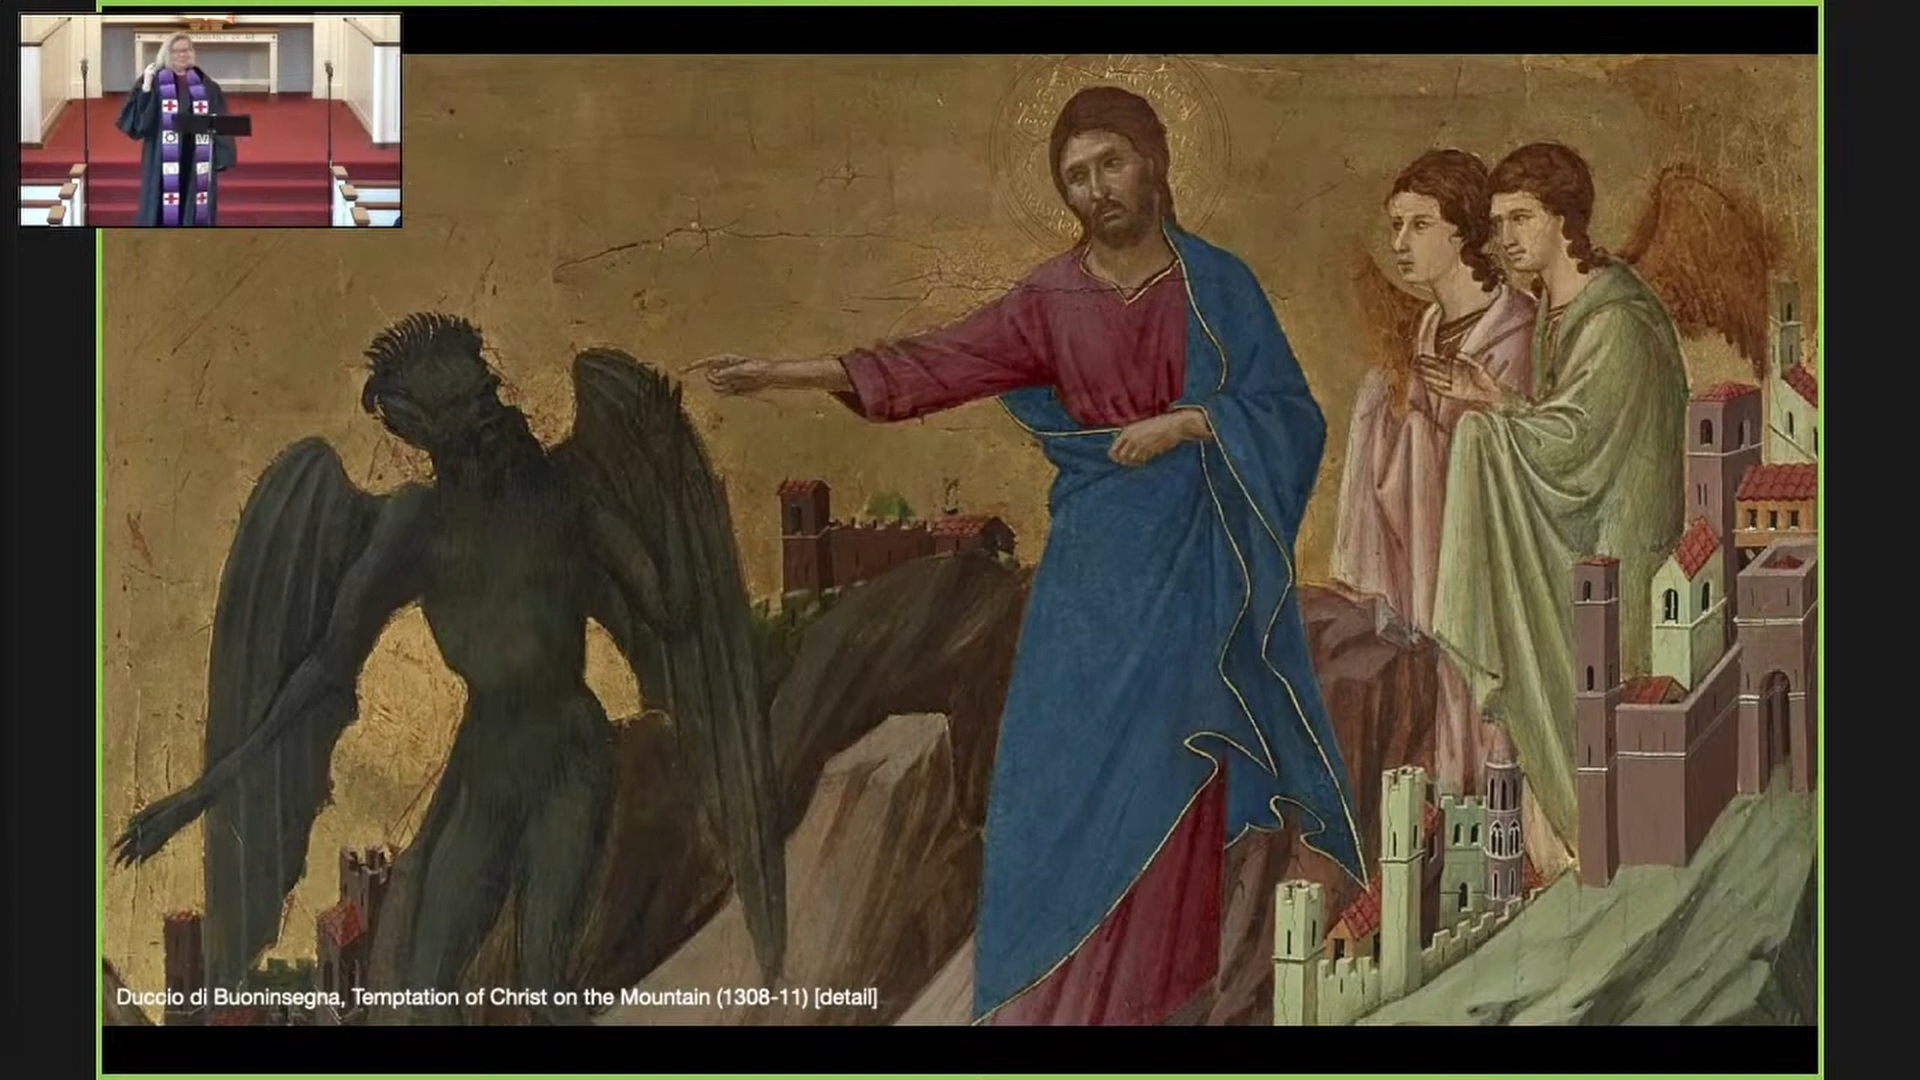 Duccio di Buoninsegna, Temptation of Christ on the Mountain (1308-11) [detail]